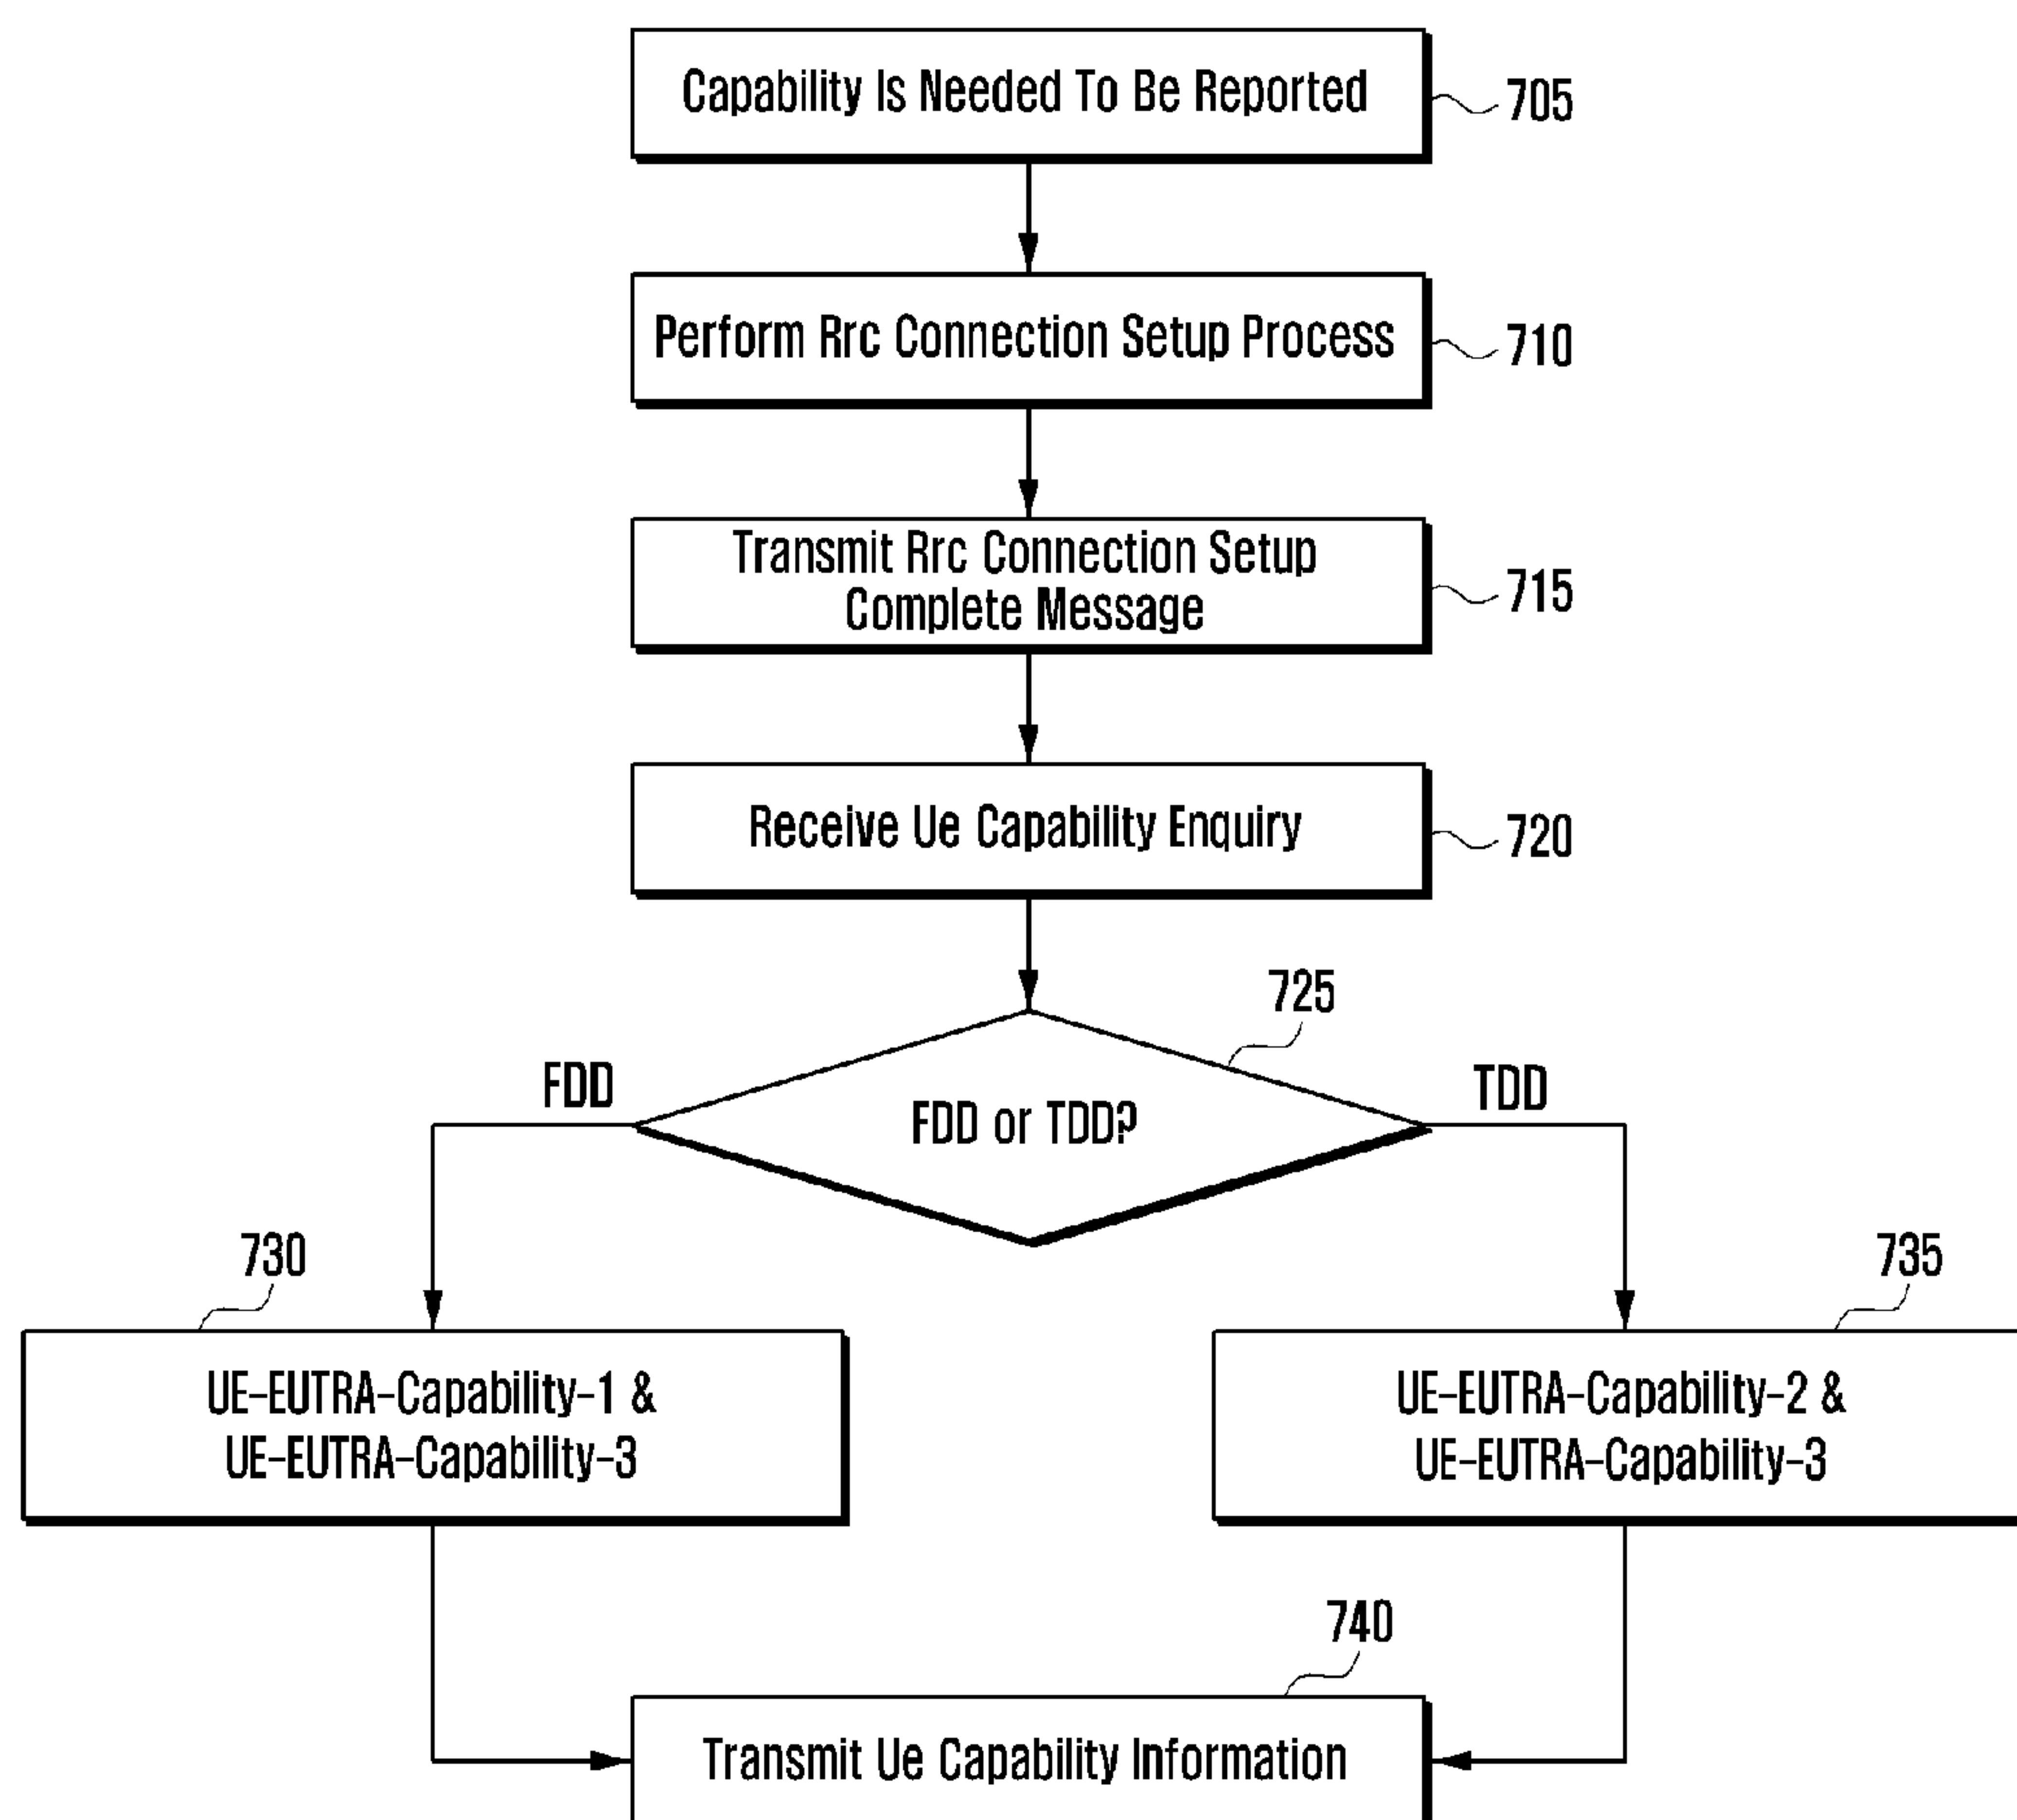 Capability Is Needed To Be Reported
705
Perform Rrc Connection Setup Process
710
Transmit Rrc Connection Setup
Complete Message
715
Receive Ue Capability Enquiry
720
725
FDD
FDD or TDD?
TDD
730
UE-EUTRA-Capability-1 &
UE-EUTRA-Capability-3
735
UE-EUTRA-Capability-2 &
UE-EUTRA-Capability-3
740
Transmit Ue Capability Information